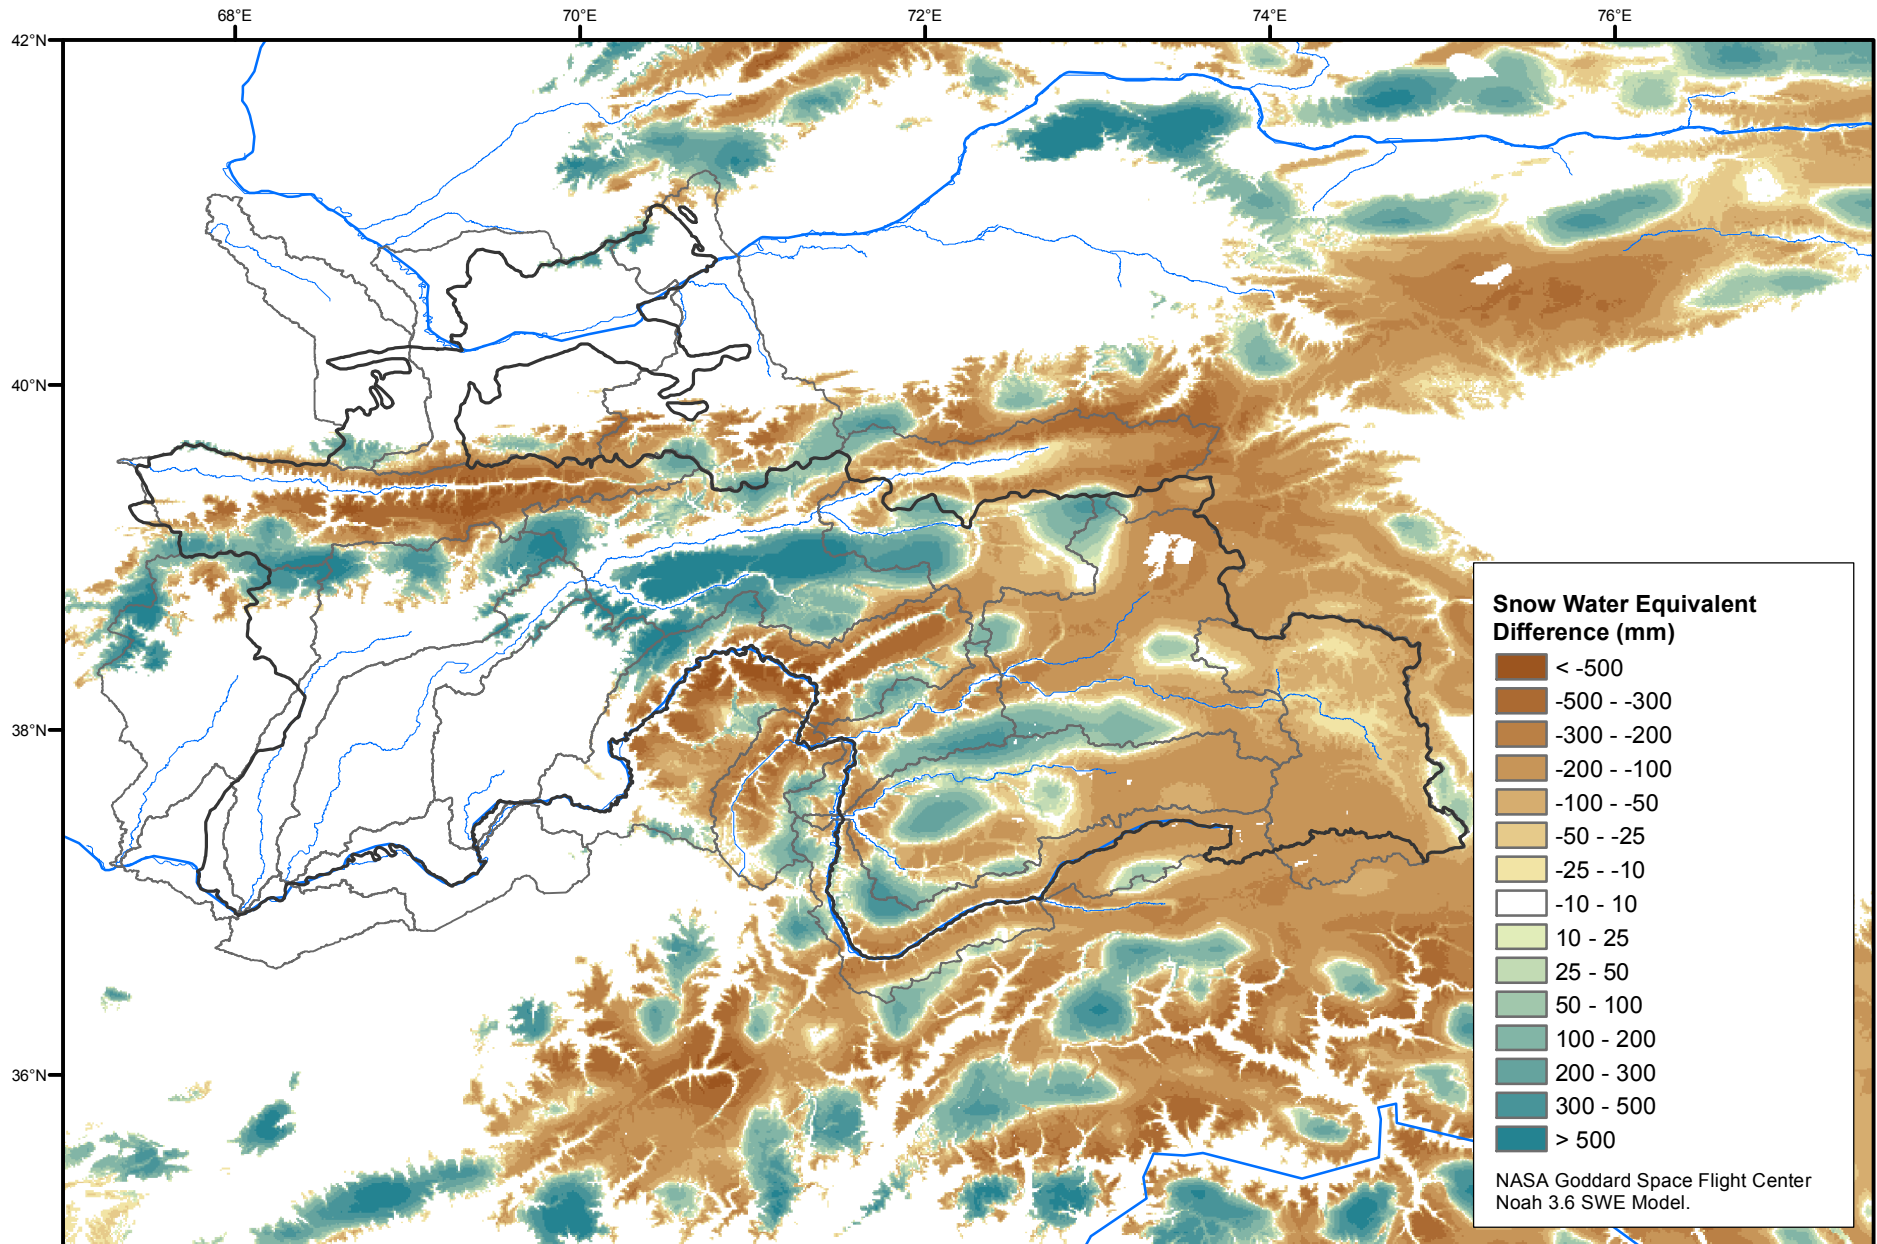 68°E
70°E
72°E
74°E
76°E
42°N
40°N
38°N
36°N
Snow Water Equivalent
Difference (mm)
< -500
-500 - -300
-300 - -200
-200 - -100
-100 - -50
-50 - -25
-25 - -10
-10 - 10
10 - 25
25 - 50
50 - 100
100 - 200
200 - 300
300 - 500
> 500
NASA Goddard Space Flight Center
Noah 3.6 SWE Model.